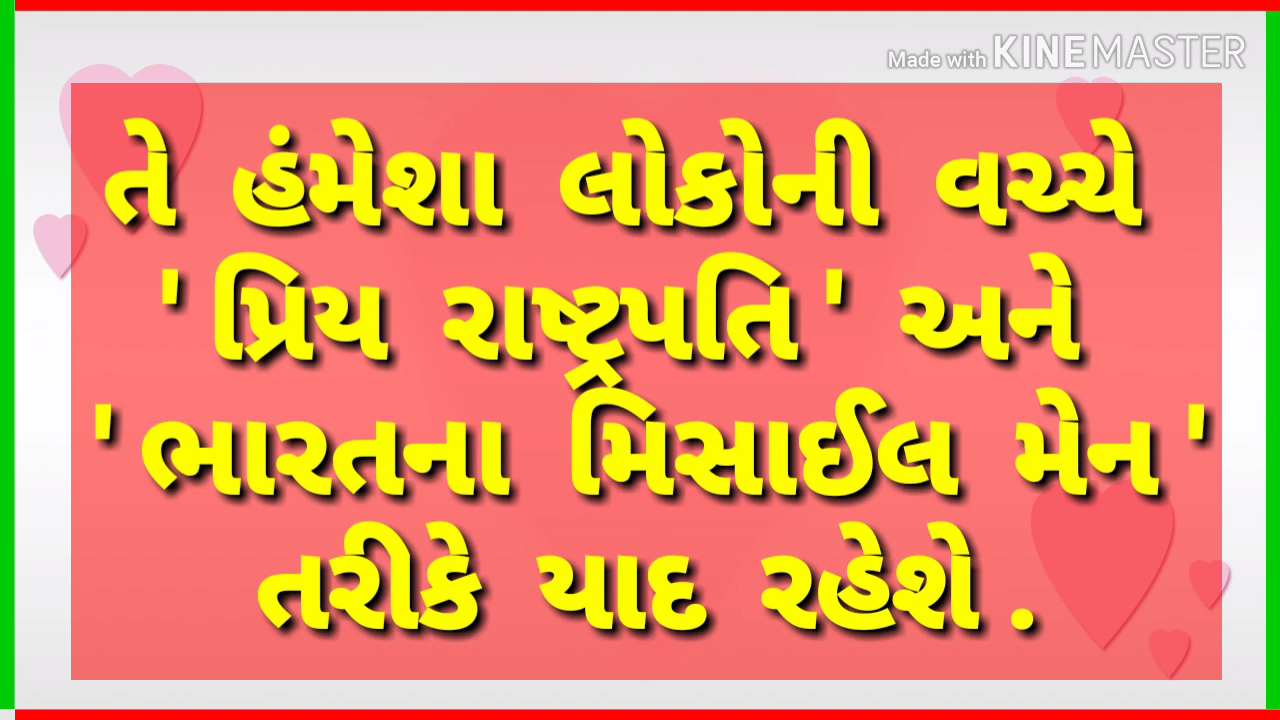 Made with KINEMASTER
તે હંમેશા લોકોની વચ્ચે
'પ્રિય રાષ્ટ્રપતિ' અને
'ભારતના મિસાઈલ મેન'
તરીકે યાદ રહેશે.